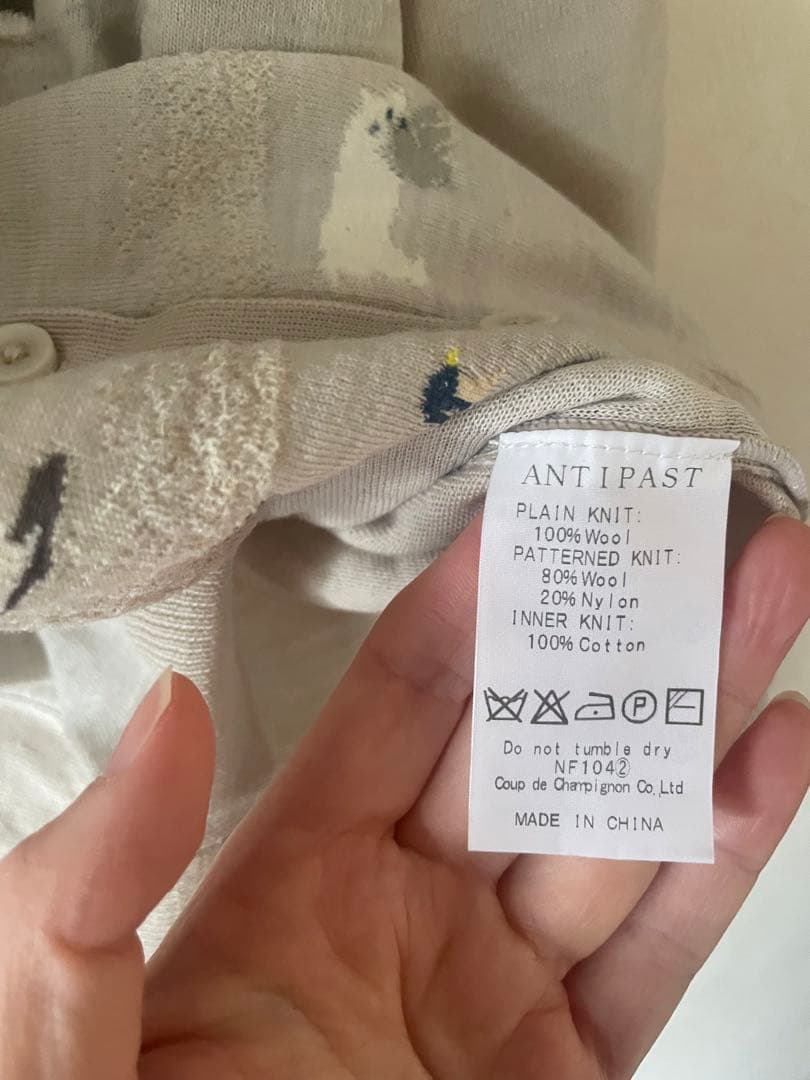 ANTIPAST
PLAIN KNIT:
100%Wool
PATTERNED KNIT:
80%Wool
20%Nylon
INNER KNIT:
100%Cotton
P
Do not tumble dry
NF104②
Coup de Champignon Co,.Ltd
MADE IN CHINA